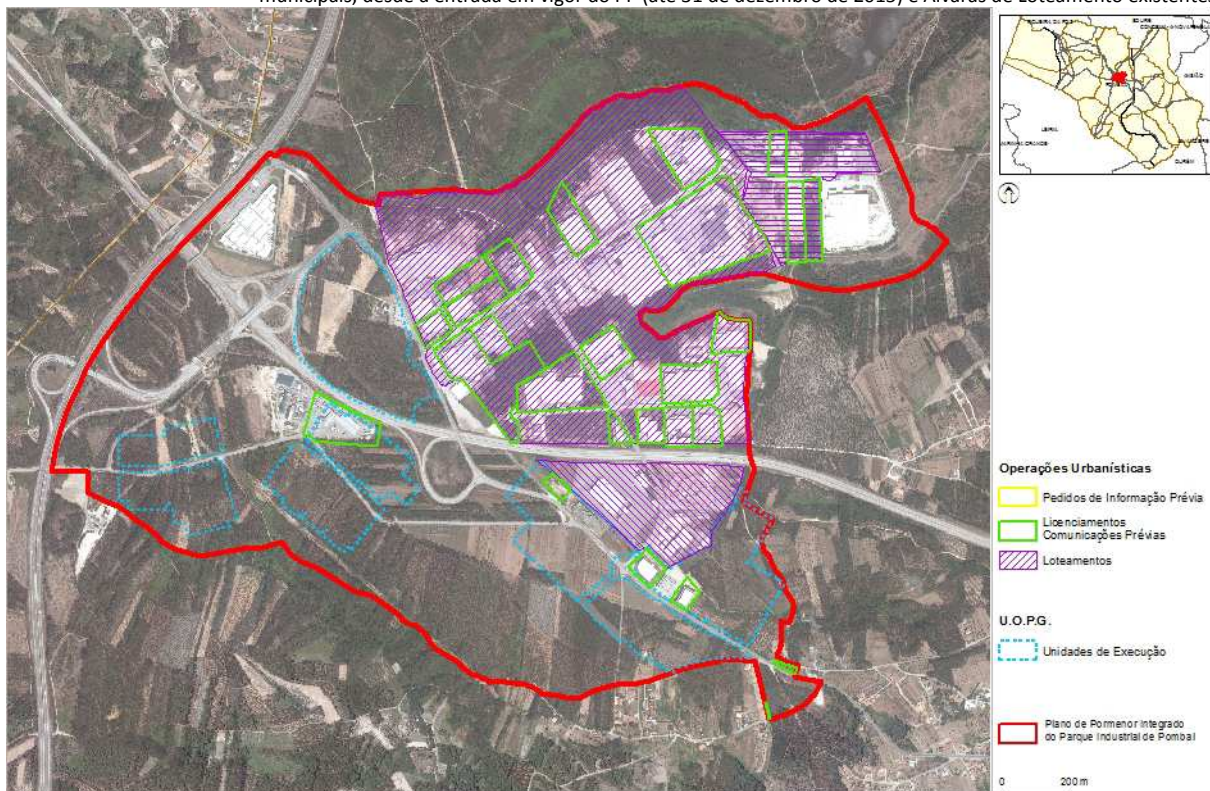 municipais, desde a entrada em vigor do PP (até 31 de dezembro de 2015) e Alvarás de Loteamento existentes
LEIRIA
OURÉM
Operações Urbanísticas
Pedidos de Informação Prévia
Licenciamentos
Comunicações Prévias
Loteamentos
U.O.P.G.
Unidades de Execução
Plano de Pormenor Integrado
do Parque Industrial de Pombal
0 200 m